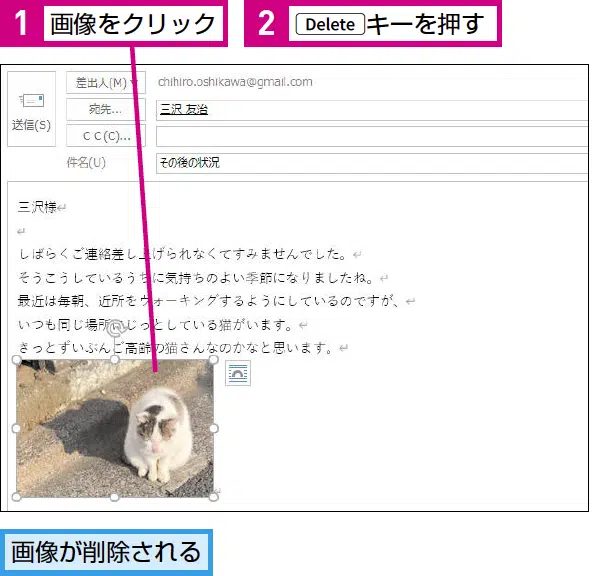 1 画像をクリック
2 Deleteキーを押す
差出人(M) chihiro.oshikawa@gmail.com
宛先... 三沢 友治
送信(S)
ＣＣ(C)...
件名(U) その後の状況
三沢様↵
↵
しばらくご連絡差し上げられなくてすみませんでした。↵
そうこうしているうちに気持ちのよい季節になりましたね。↵
最近は毎朝、近所をウォーキングするようにしているのですが、↵
いつも同じ場所にじっとしている猫がいます。↵
きっとずいぶんご高齢の猫さんなのかなと思います。↵
画像が削除される